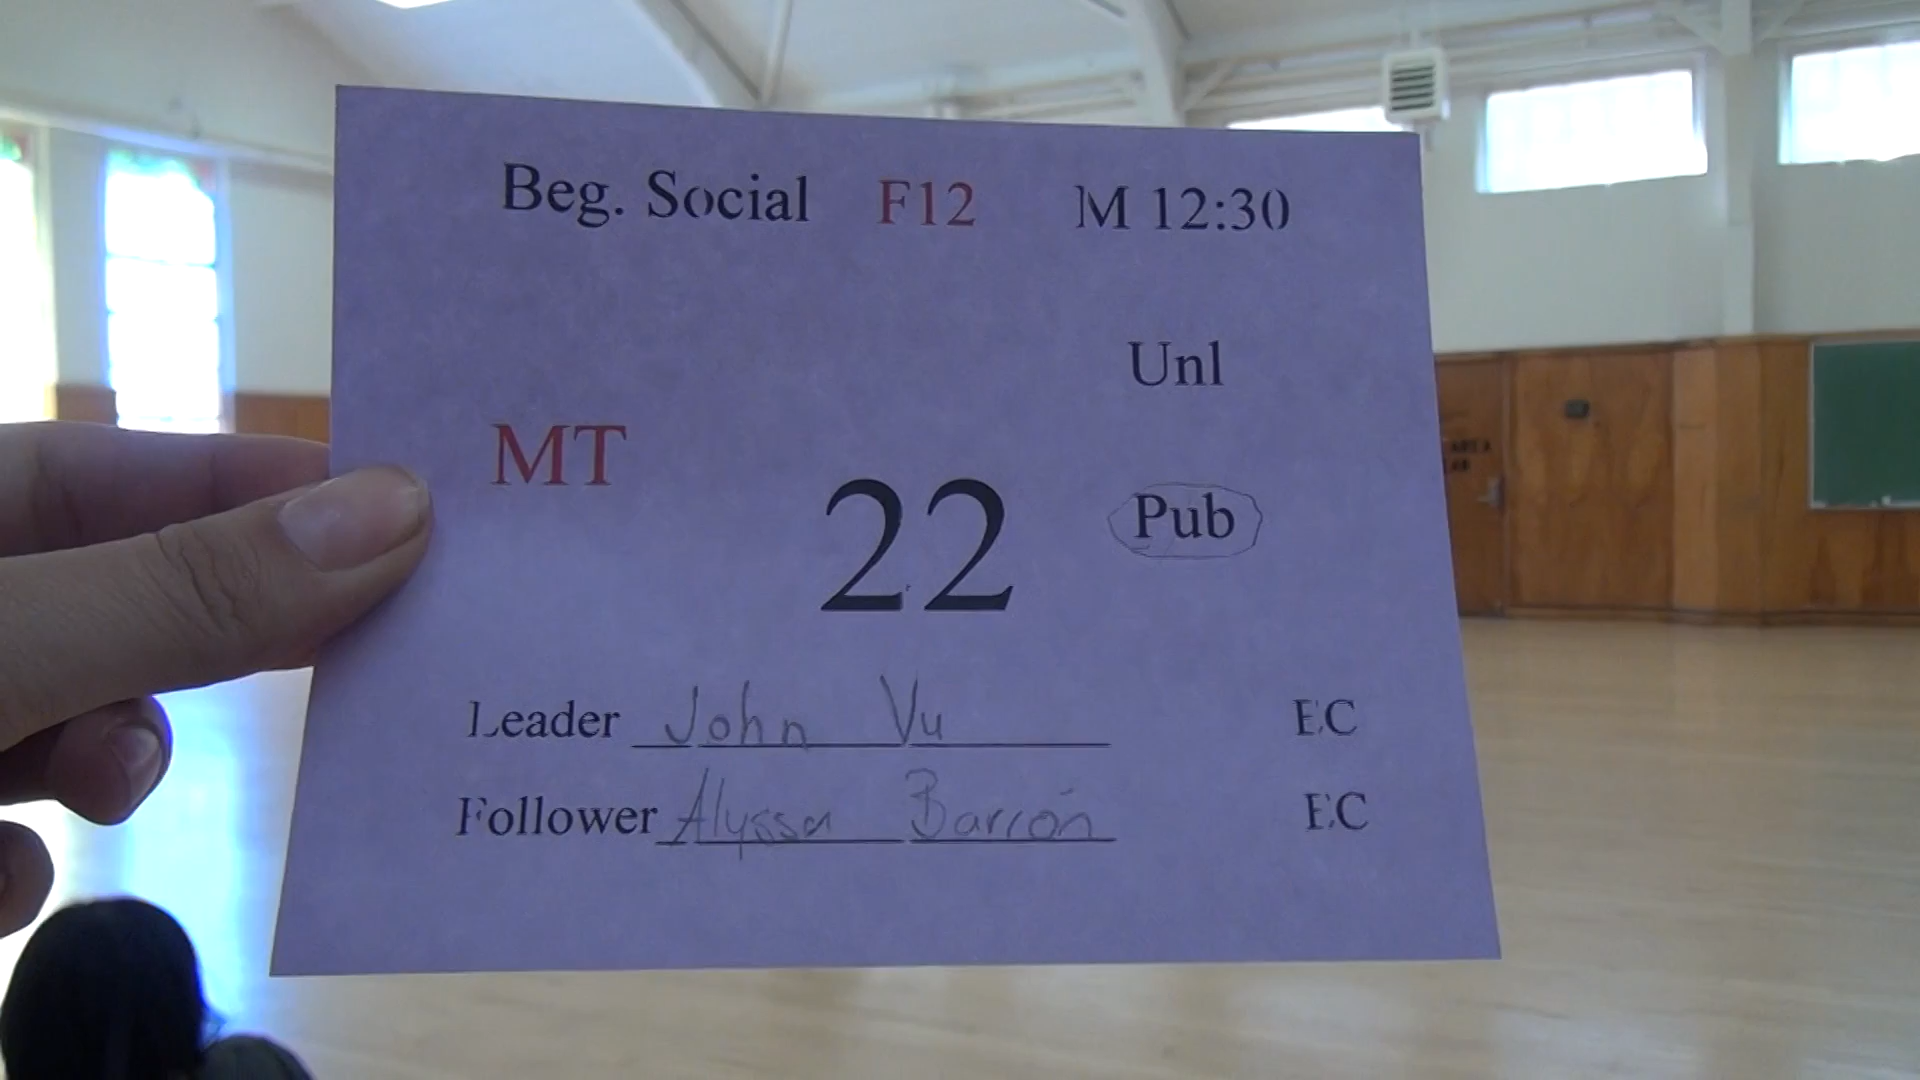 Beg. Social F12 M 12:30
Unl
MT
22
Pub
Leader John Vu EC
Follower Alyssa Barrón EC